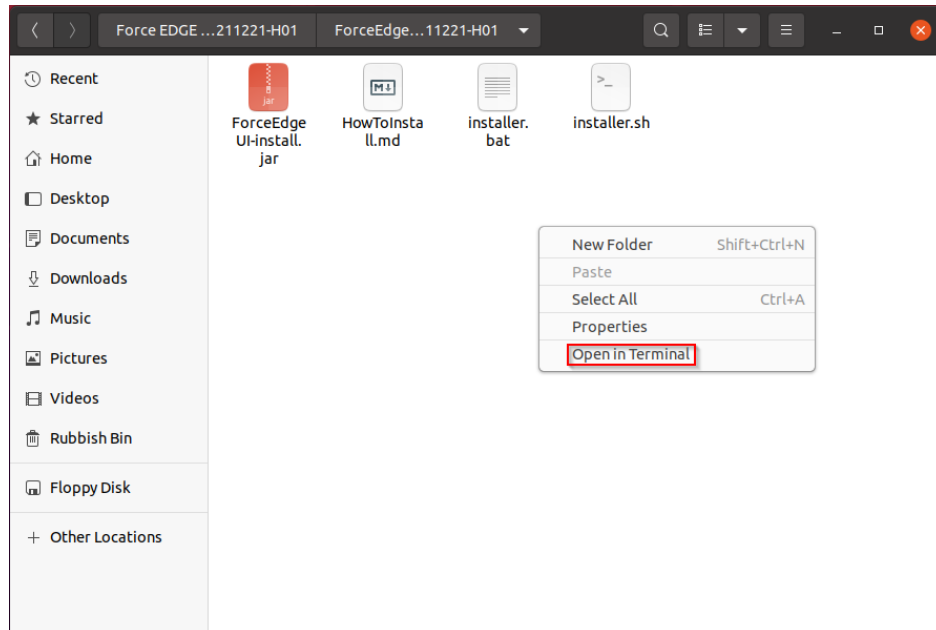 Force EDGE ...211221-H01
ForceEdge...11221-H01
Recent
Starred
Home
Desktop
Documents
Downloads
Music
Pictures
Videos
Rubbish Bin
Floppy Disk
+ Other Locations
jar
ForceEdge
UI-install.
jar
M↓
HowToInsta
ll.md
installer.
bat
>_
installer.sh
New Folder Shift+Ctrl+N
Paste
Select All Ctrl+A
Properties
Open in Terminal